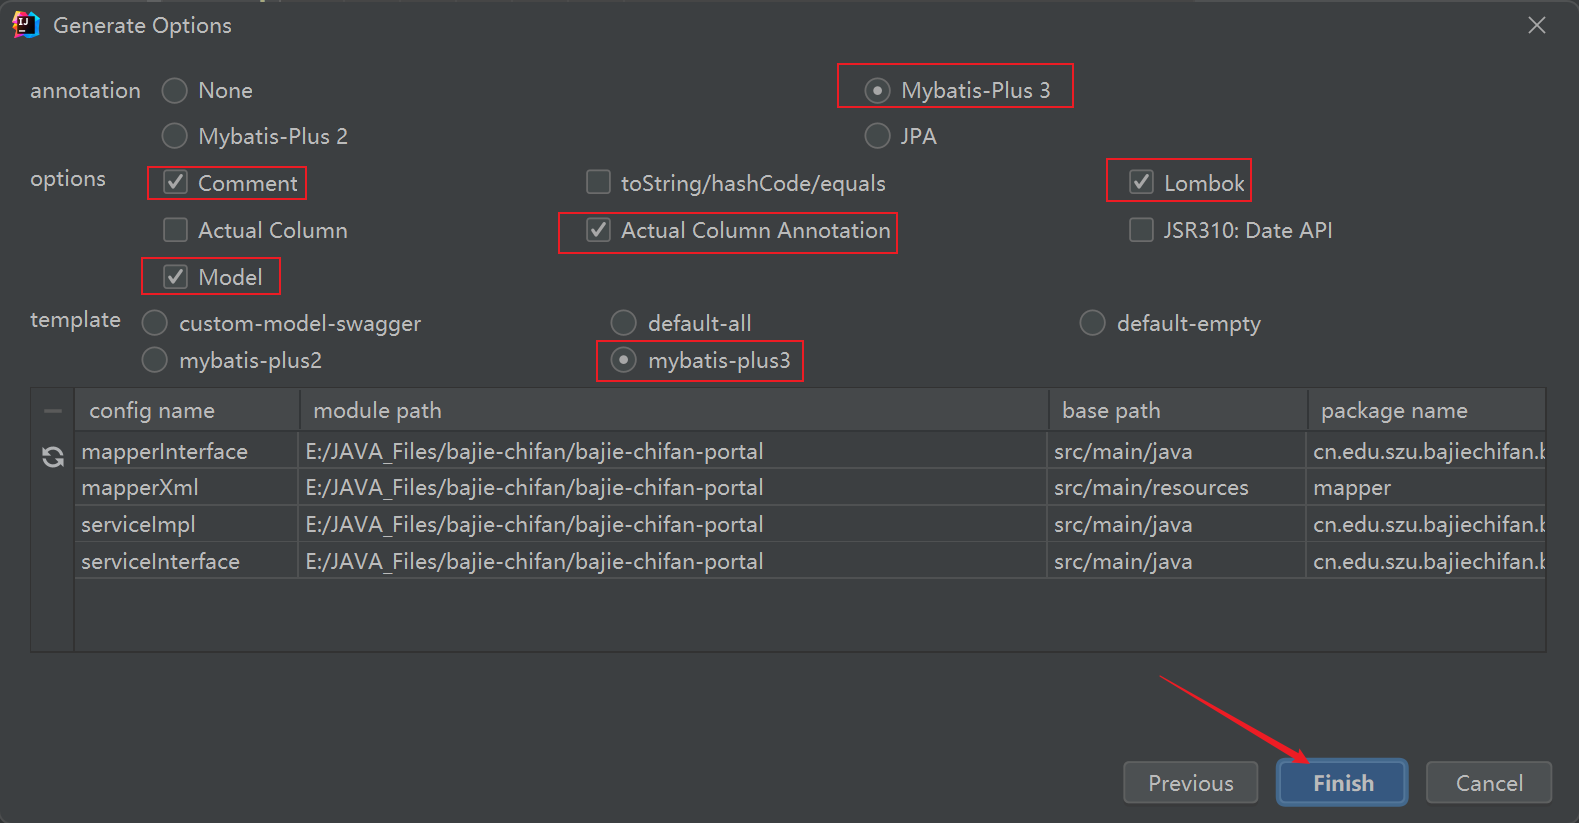 Generate Options
annotation None Mybatis-Plus 3
Mybatis-Plus 2 JPA
options Comment toString/hashCode/equals Lombok
Actual Column Actual Column Annotation JSR310: Date API
Model
template custom-model-swagger default-all default-empty
mybatis-plus2 mybatis-plus3
config name module path base path package name
mapperInterface E:/JAVA_Files/bajie-chifan/bajie-chifan-portal src/main/java cn.edu.szu.bajiechifan.b
mapperXml E:/JAVA_Files/bajie-chifan/bajie-chifan-portal src/main/resources mapper
serviceImpl E:/JAVA_Files/bajie-chifan/bajie-chifan-portal src/main/java cn.edu.szu.bajiechifan.b
serviceInterface E:/JAVA_Files/bajie-chifan/bajie-chifan-portal src/main/java cn.edu.szu.bajiechifan.b
Previous Finish Cancel